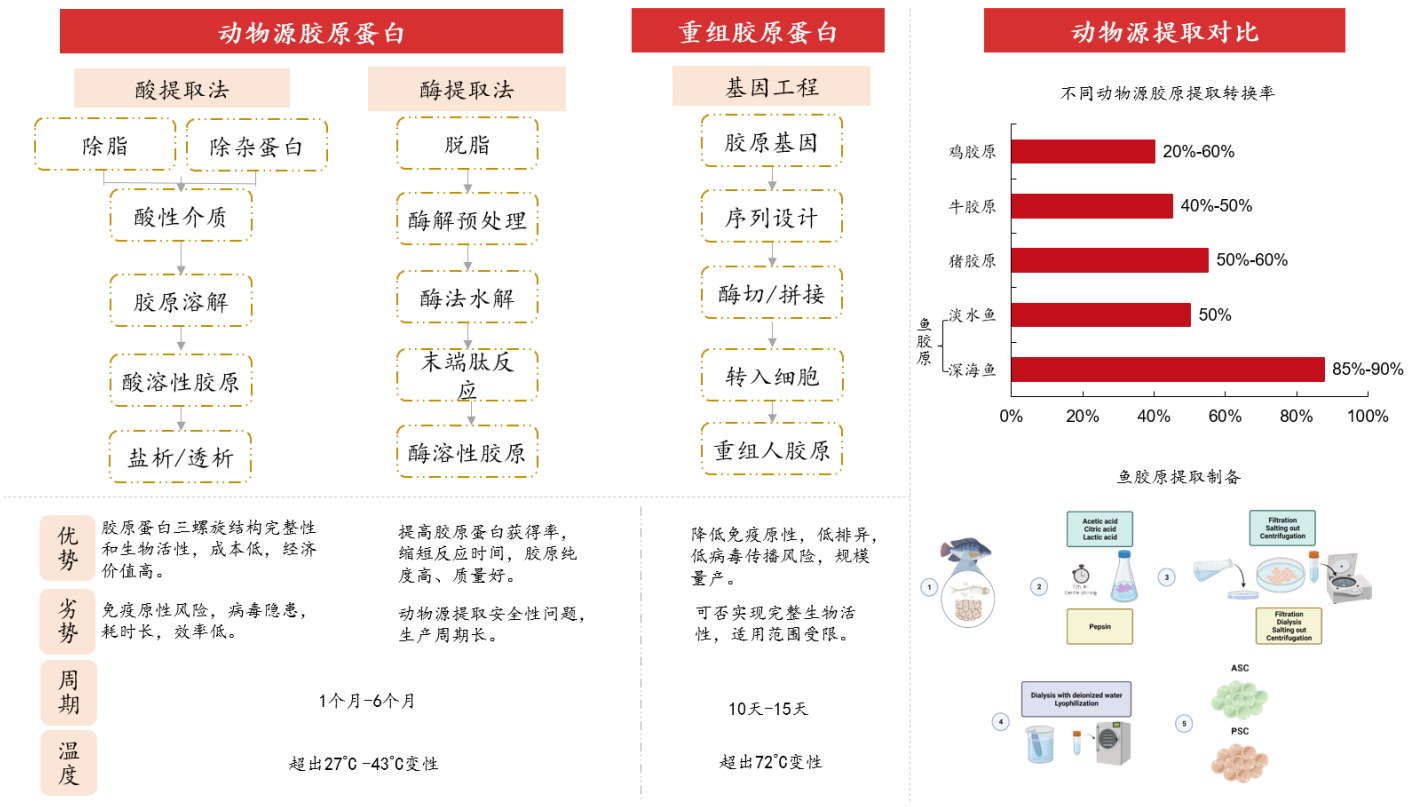 动物源胶原蛋白
酸提取法
酶提取法
除脂
除杂蛋白
酸性介质
胶原溶解
酸溶性胶原
盐析/透析
脱脂
酶解预处理
酶法水解
末端肽反
应
酶溶性胶原
重组胶原蛋白
基因工程
胶原基因
序列设计
酶切/拼接
转入细胞
重组人胶原
优势
胶原蛋白三螺旋结构完整性
和生物活性，成本低，经济
价值高。
提高胶原蛋白获得率，
缩短反应时间，胶原纯
度高、质量好。
降低免疫原性，低排异，
低病毒传播风险，规模
量产。
劣势
免疫原性风险，病毒隐患，
耗时长，效率低。
动物源提取安全性问题，
生产周期长。
可否实现完整生物活
性，适用范围受限。
周期
1个月-6个月
10天-15天
温度
超出27℃-43℃变性
超出72℃变性
动物源提取对比
不同动物源胶原提取转换率
鸡胶原
20%-60%
牛胶原
40%-50%
猪胶原
50%-60%
鱼胶原
淡水鱼
50%
深海鱼
85%-90%
0%
20%
40%
60%
80%
100%
鱼胶原提取制备
1
2
Acetic acid
Citric acid
Lactic acid
Gentle stirring
Pepsin
3
Filtration
Salting out
Centrifugation
Filtration
Dialysis
Salting out
Centrifugation
4
Dialysis with deionized water
Lyophilization
5
ASC
PSC